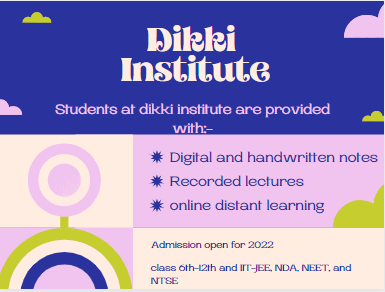 Dikki
Institute
Students at dikki institute are provided
with:-
Digital and handwritten notes
Recorded lectures
online distant learning
Admission open for 2022
class 6th-12th and IIT-JEE, NDA, NEET, and
NTSE